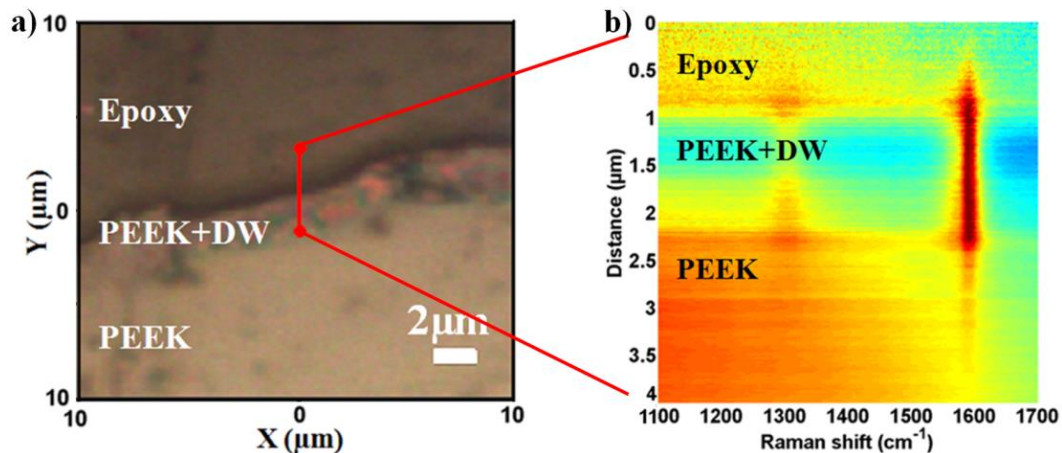 a)
10
Epoxy
Y (μm)
0
PEEK+DW
PEEK
2μm
10
10
0
10
X (μm)
b)
0
Epoxy
0.5
1
PEEK+DW
1.5
Distance (μm)
2
PEEK
2.5
3
3.5
4
1100
1200
1300
1400
1500
1600
1700
Raman shift (cm⁻¹)